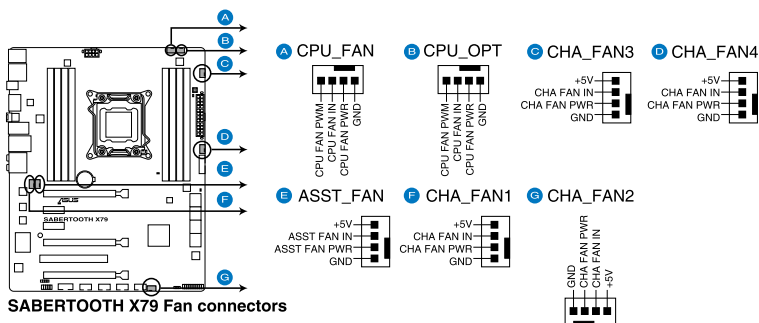 A
B
C
D
E
F
G
ASUS
SABERTOOTH X79
SABERTOOTH X79 Fan connectors
A CPU_FAN
CPU FAN PWM
CPU FAN IN
CPU FAN PWR
GND
B CPU_OPT
CPU FAN PWM
CPU FAN IN
CPU FAN PWR
GND
C CHA_FAN3
+5V
CHA FAN IN
CHA FAN PWR
GND
D CHA_FAN4
+5V
CHA FAN IN
CHA FAN PWR
GND
E ASST_FAN
+5V
ASST FAN IN
ASST FAN PWR
GND
F CHA_FAN1
+5V
CHA FAN IN
CHA FAN PWR
GND
G CHA_FAN2
GND
CHA FAN PWR
CHA FAN IN
+5V